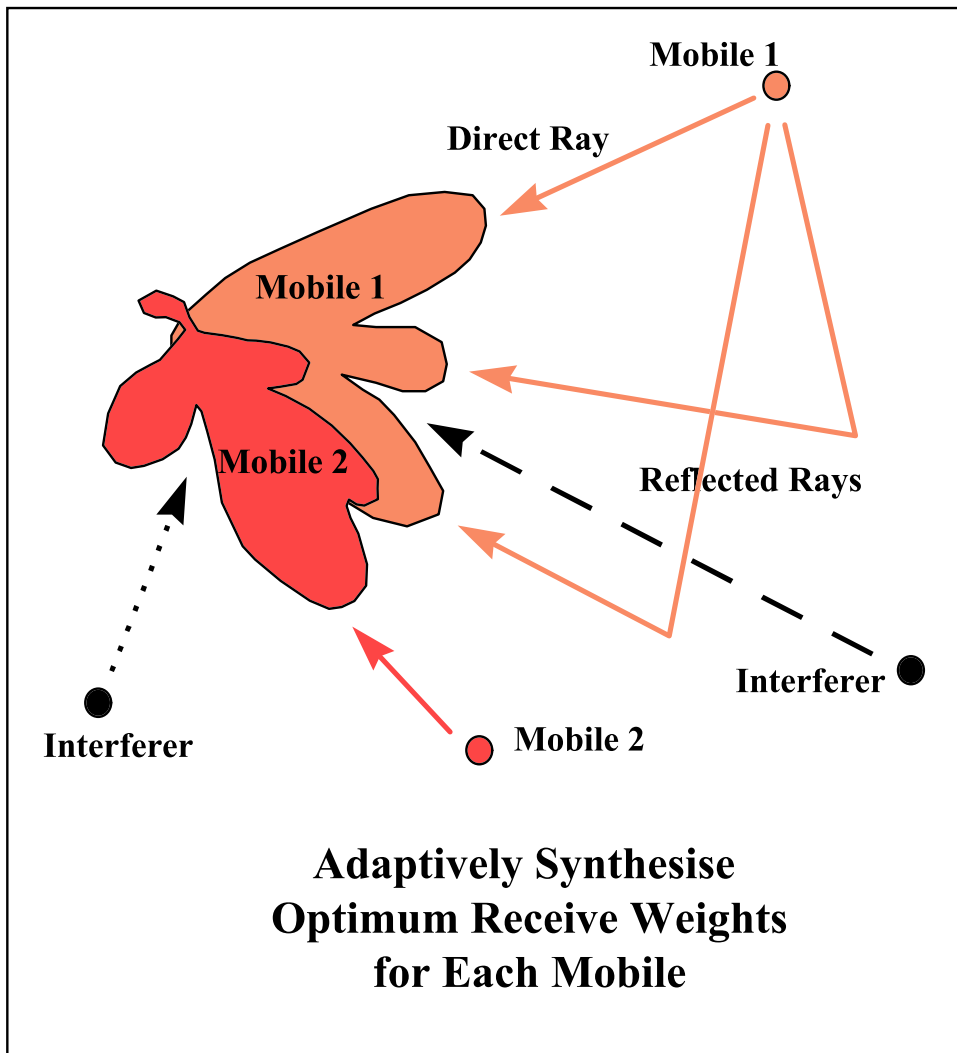 Mobile 1
Direct Ray
Mobile 1
Mobile 2
Reflected Rays
Interferer
Interferer
Mobile 2
Adaptively Synthesise
Optimum Receive Weights
for Each Mobile